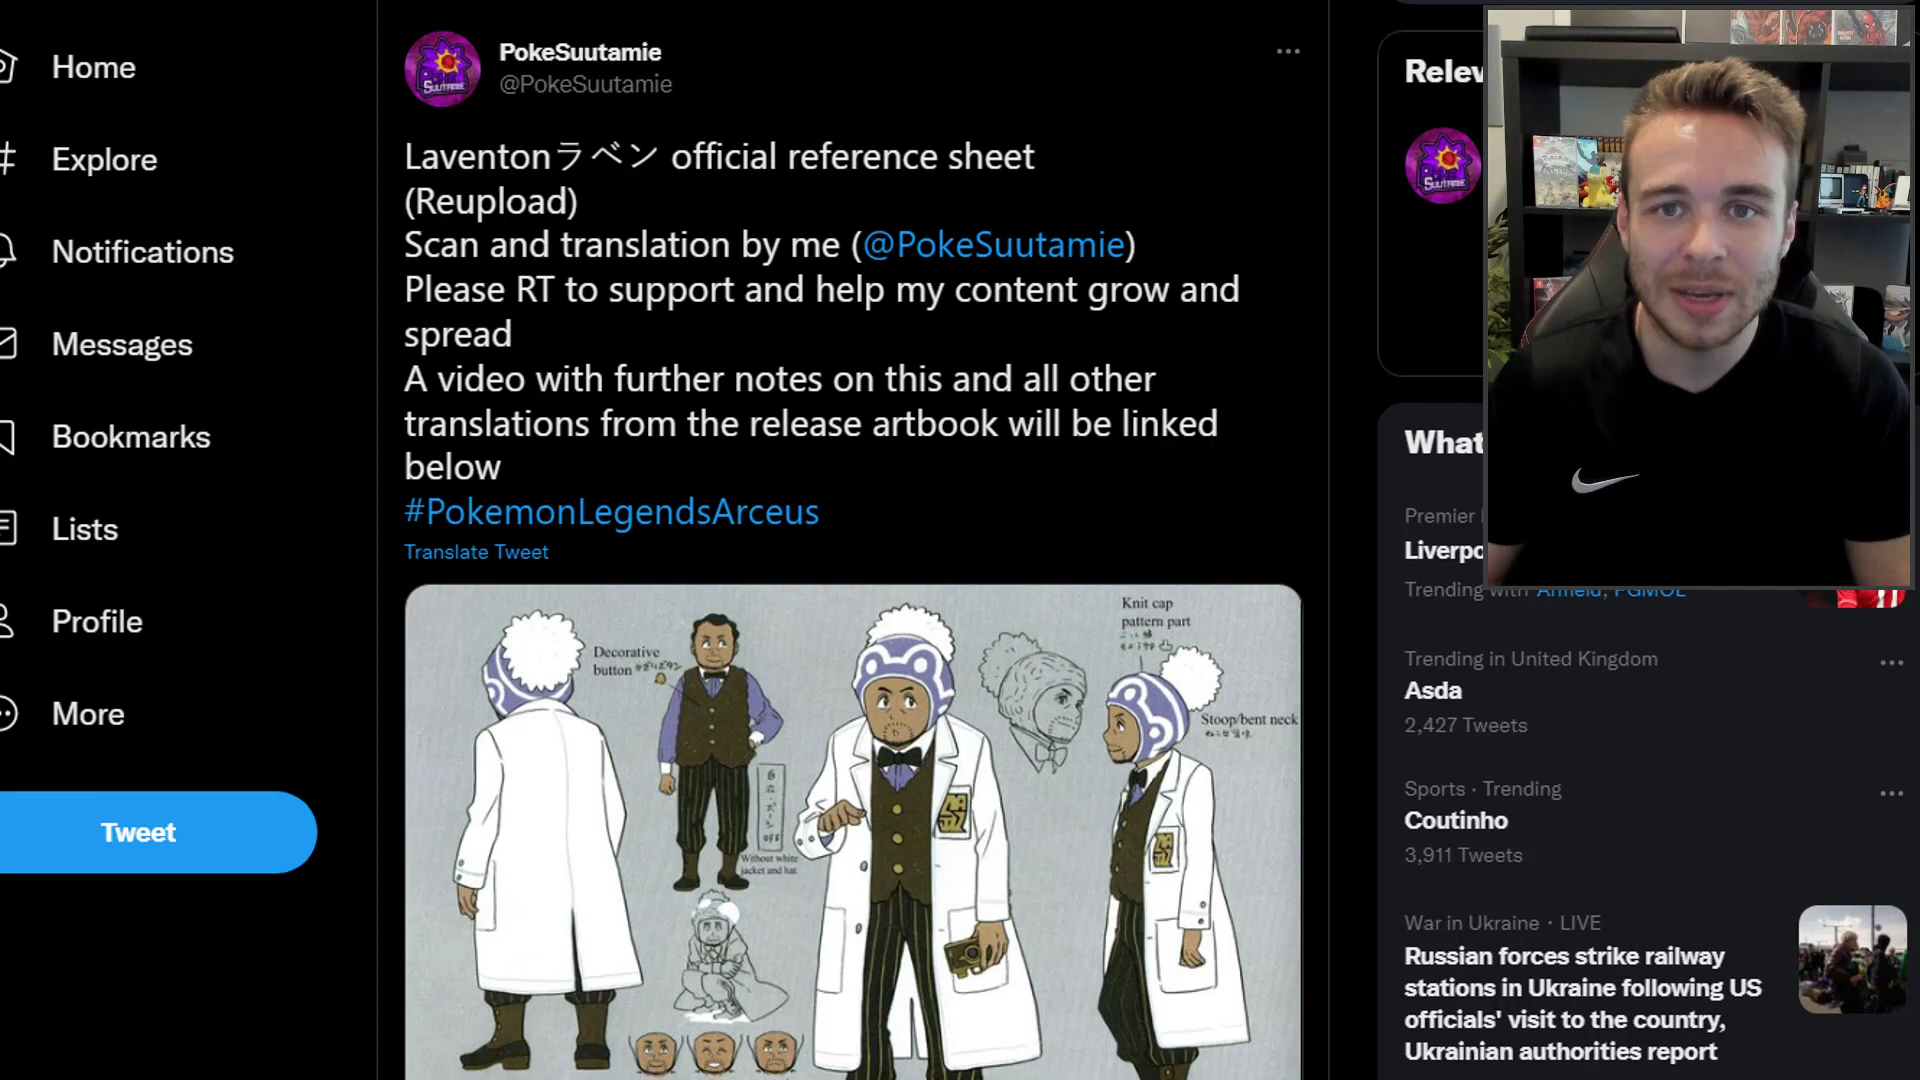 Home
Explore
Notifications
Messages
Bookmarks
Lists
Profile
More
Tweet
PokeSuutamie
@PokeSuutamie
Laventonラベン official reference sheet
(Reupload)
Scan and translation by me (@PokeSuutamie)
Please RT to support and help my content grow and
spread
A video with further notes on this and all other
translations from the release artbook will be linked
below
#PokemonLegendsArceus
Translate Tweet
Decorative
button
Without white
jacket and hat
Knit cap
pattern part
Stoop/bent neck
Relev
What
Premier
Liverpo
Trending with Anfield, PGMOL
Trending in United Kingdom
Asda
2,427 Tweets
Sports · Trending
Coutinho
3,911 Tweets
War in Ukraine · LIVE
Russian forces strike railway
stations in Ukraine following US
officials' visit to the country,
Ukrainian authorities report